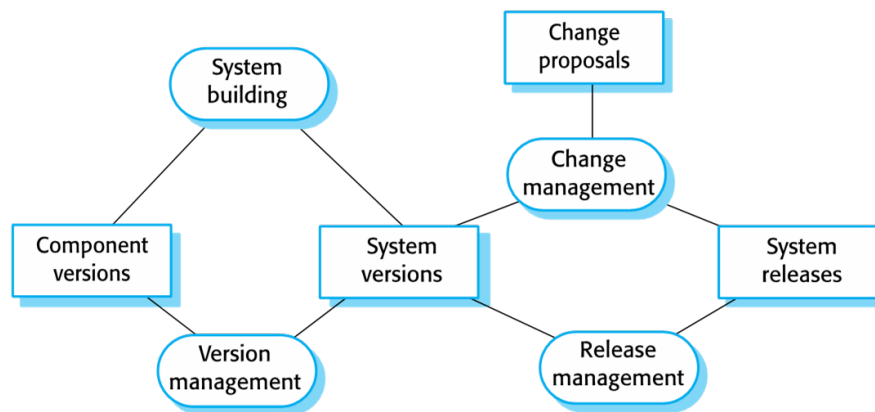 System
building
Change
proposals
Change
management
Component
versions
System
versions
System
releases
Version
management
Release
management